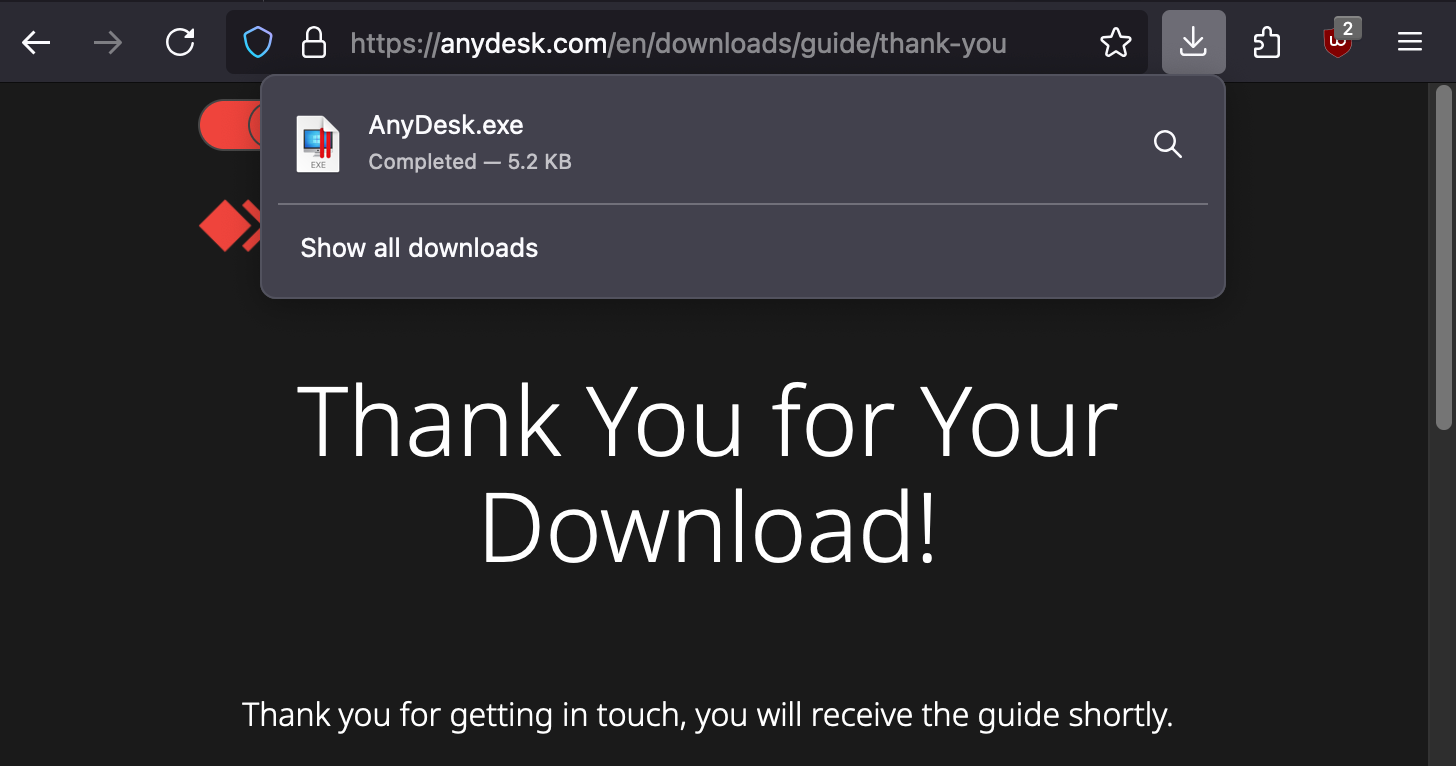 https://anydesk.com/en/downloads/guide/thank-you
2
AnyDesk.exe
EXE
Completed — 5.2 KB
Show all downloads
Thank You for Your
Download!
Thank you for getting in touch, you will receive the guide shortly.